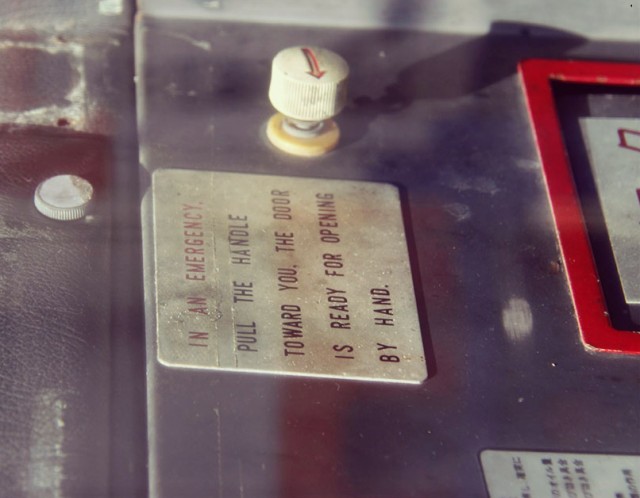 IN AN EMERGENCY,
PULL THE HANDLE
TOWARD YOU. THE DOOR
IS READY FOR OPENING
BY HAND.